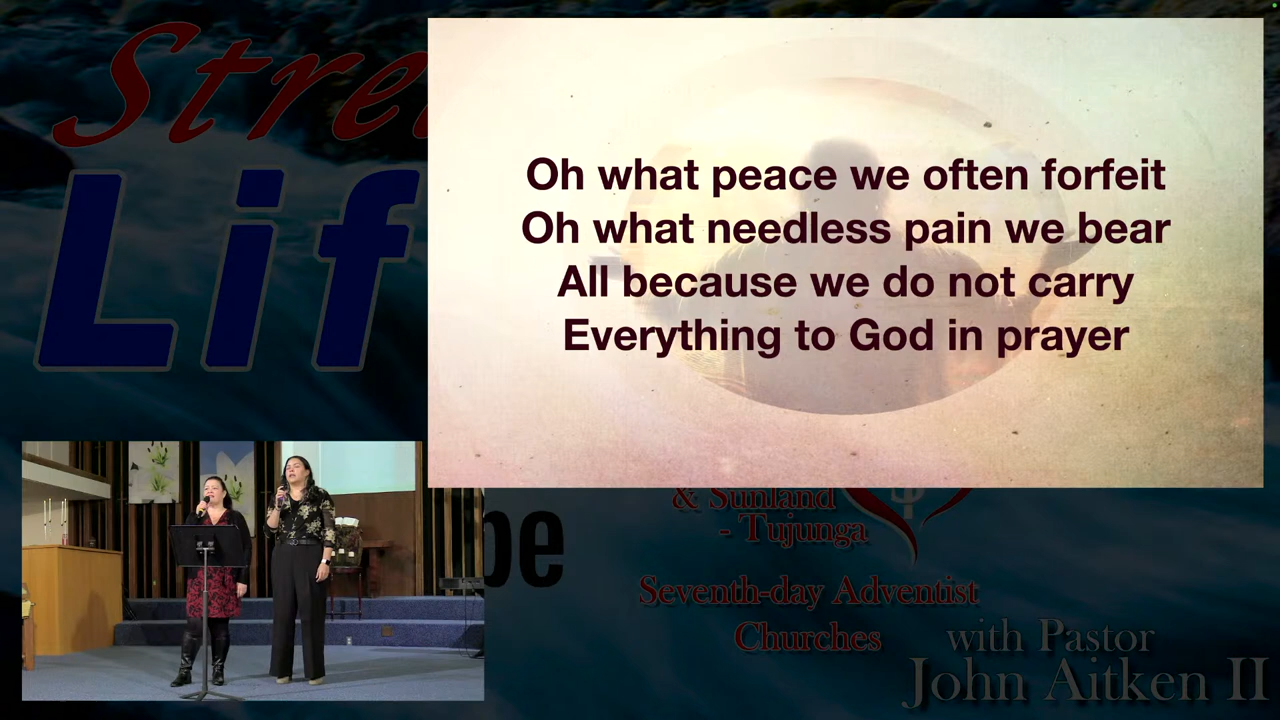 Stre
Lif
Oh what peace we often forfeit
Oh what needless pain we bear
All because we do not carry
Everything to God in prayer
be
& Sunland
- Tujunga
Seventh-day Adventist
Churches
with Pastor
John Aitken II